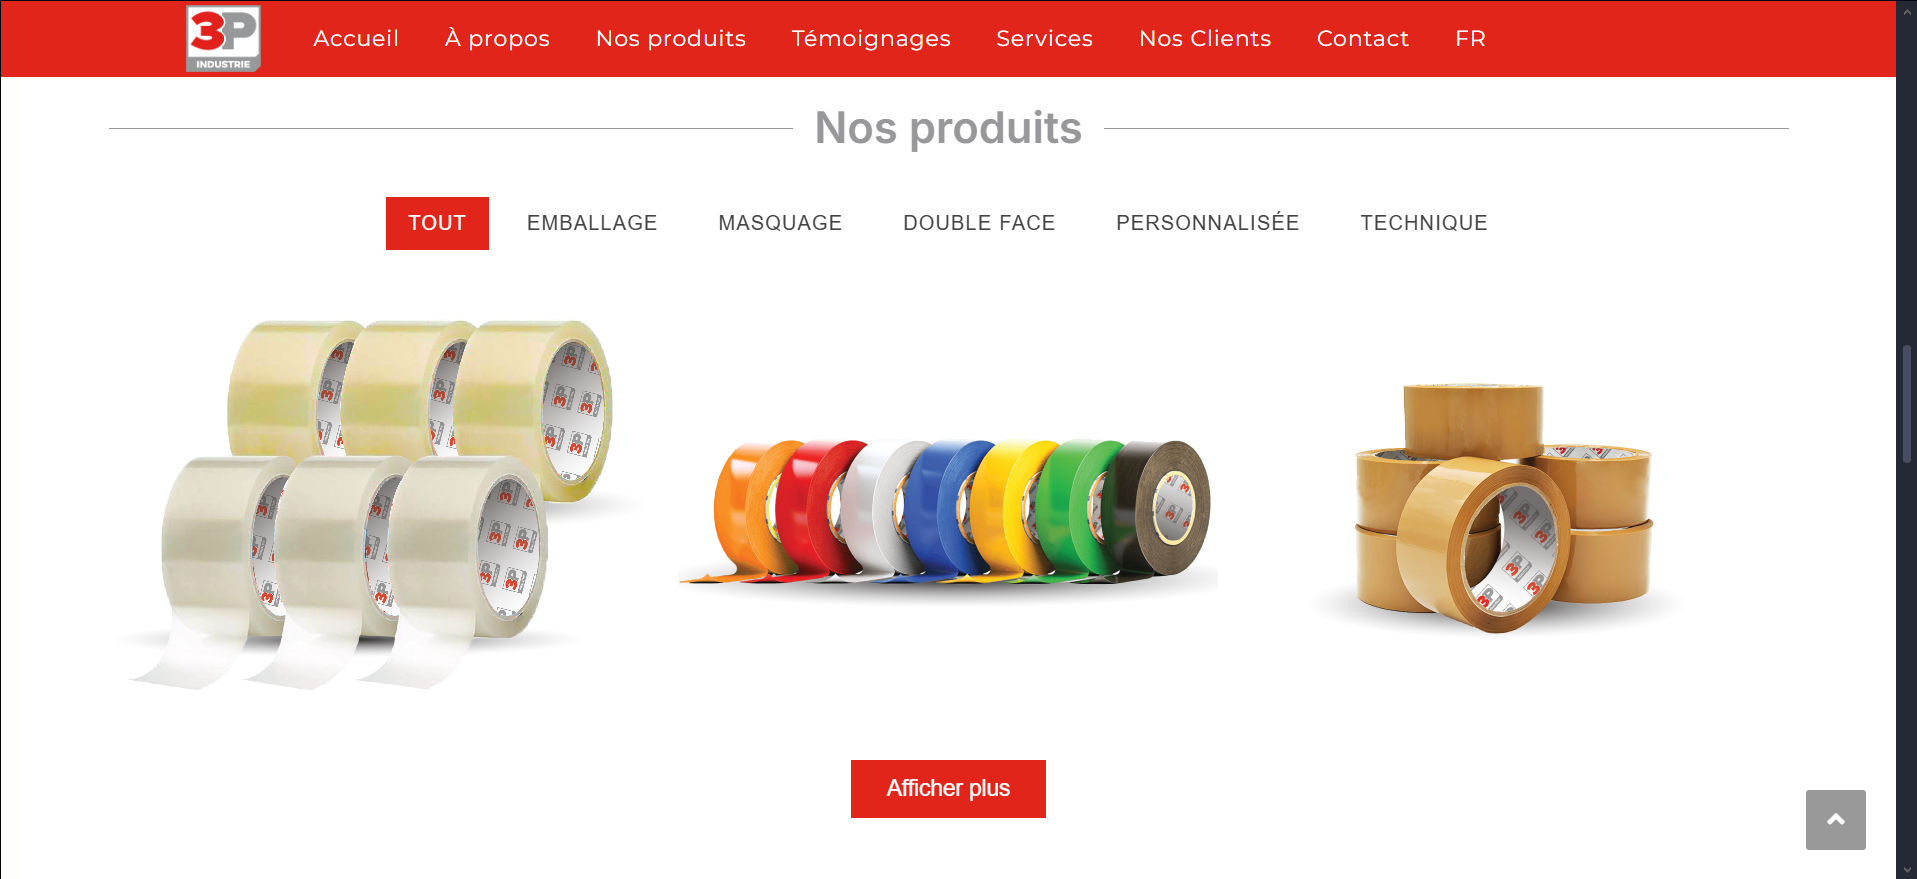 3P
INDUSTRIE
Accueil
À propos
Nos produits
Témoignages
Services
Nos Clients
Contact
FR
Nos produits
TOUT
EMBALLAGE
MASQUAGE
DOUBLE FACE
PERSONNALISÉE
TECHNIQUE
Afficher plus